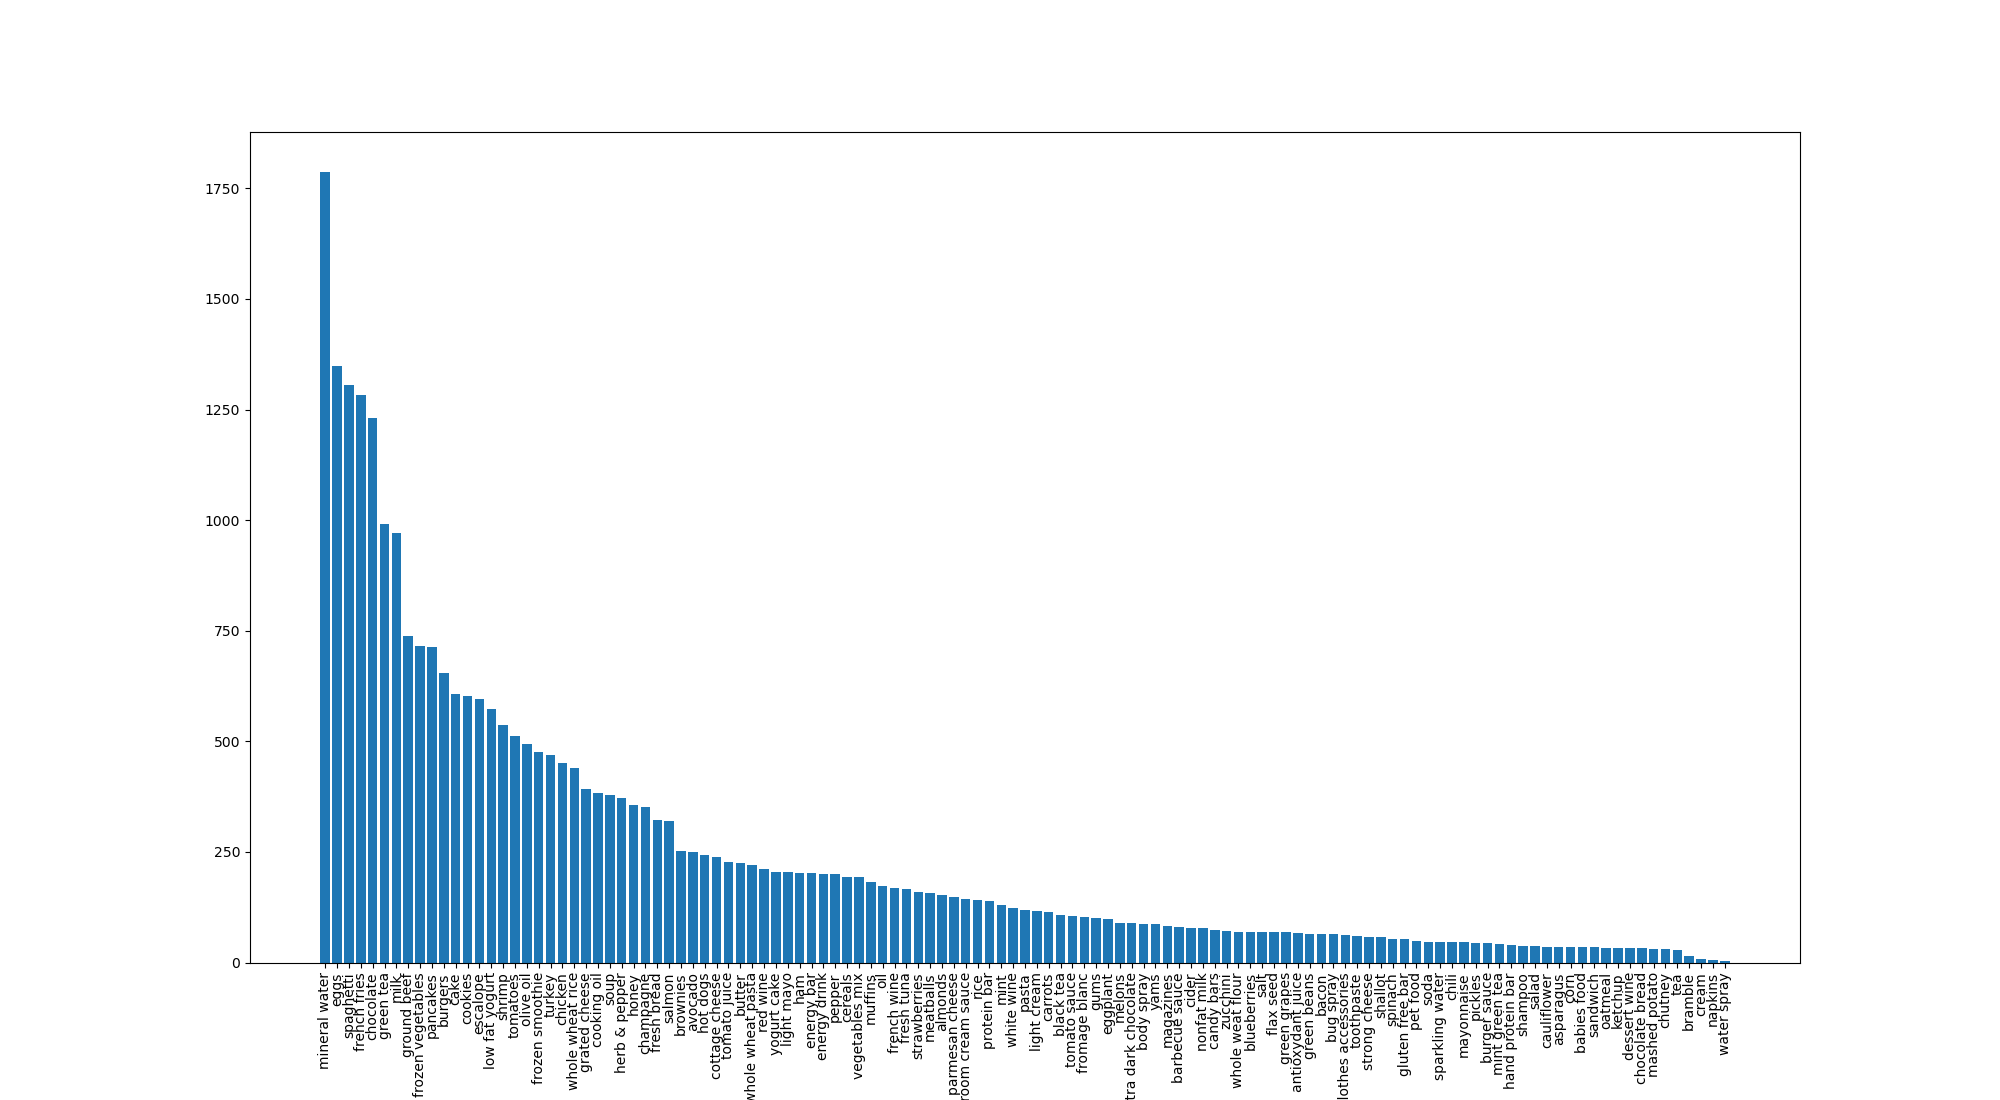 1750
1500
1250
1000
750
500
250
0
mineral water
eggs
spaghetti
french fries
chocolate
green tea
milk
ground beef
frozen vegetables
pancakes
burgers
cake
cookies
escalope
low fat yogurt
shrimp
tomatoes
olive oil
frozen smoothie
turkey
chicken
whole wheat rice
grated cheese
cooking oil
soup
herb & pepper
honey
champagne
fresh bread
salmon
brownies
avocado
hot dogs
cottage cheese
tomato juice
butter
whole wheat pasta
red wine
yogurt cake
light mayo
ham
energy bar
energy drink
pepper
cereals
vegetables mix
muffins
oil
french wine
fresh tuna
strawberries
meatballs
almonds
parmesan cheese
room cream sauce
rice
protein bar
mint
white wine
pasta
light cream
carrots
black tea
tomato sauce
fromage blanc
gums
eggplant
melons
tra dark chocolate
body spray
yams
magazines
barbecue sauce
cider
nonfat milk
candy bars
zucchini
whole weat flour
blueberries
salt
flax seed
green grapes
antioxydant juice
green beans
bacon
bug spray
lothes accessories
toothpaste
strong cheese
shallot
spinach
gluten free bar
pet food
soda
sparkling water
chili
mayonnaise
pickles
burger sauce
mint green tea
hand protein bar
shampoo
salad
cauliflower
asparagus
corn
babies food
sandwich
oatmeal
ketchup
dessert wine
chocolate bread
mashed potato
chutney
tea
bramble
cream
napkins
water spray